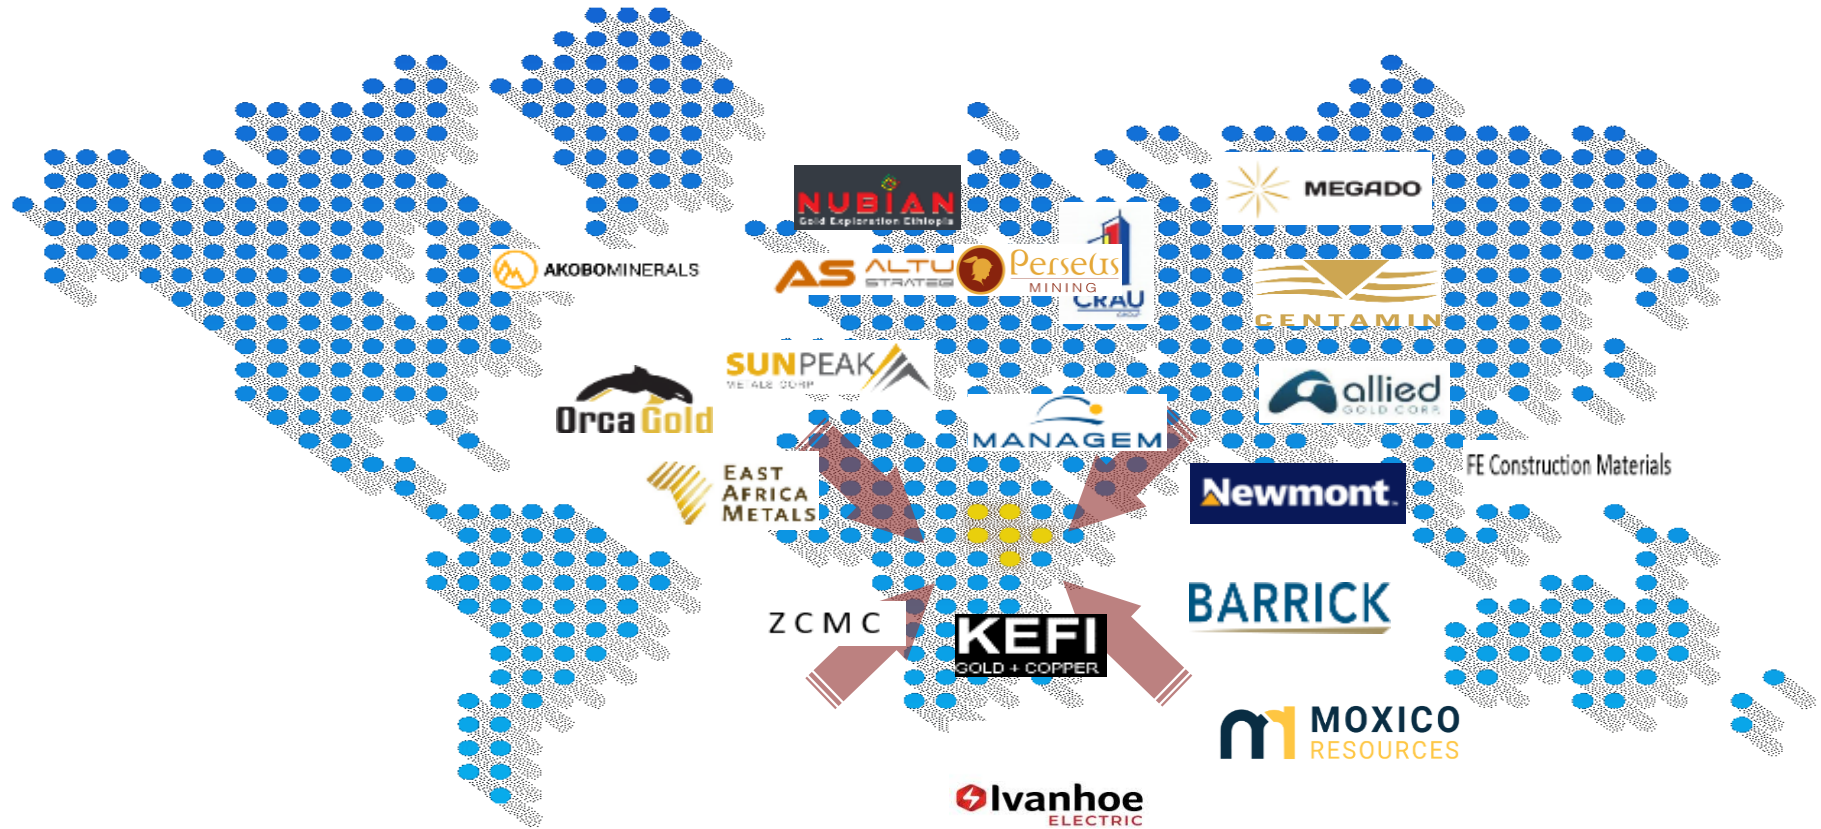 NUBIAN
Gold Exploration Ethiopia
MEGADO
AKOBOMINERALS
AS ALTU
STRATEG
Perseus
MINING
CRAU
GROUP
CENTAMIN
SUNPEAK
METALS CORP
Orca Gold
allied
GOLD CORP.
MANAGEM
EAST
AFRICA
METALS
FE Construction Materials
Newmont
BARRICK
ZCMC
KEFI
GOLD + COPPER
MOXICO
RESOURCES
Ivanhoe
ELECTRIC